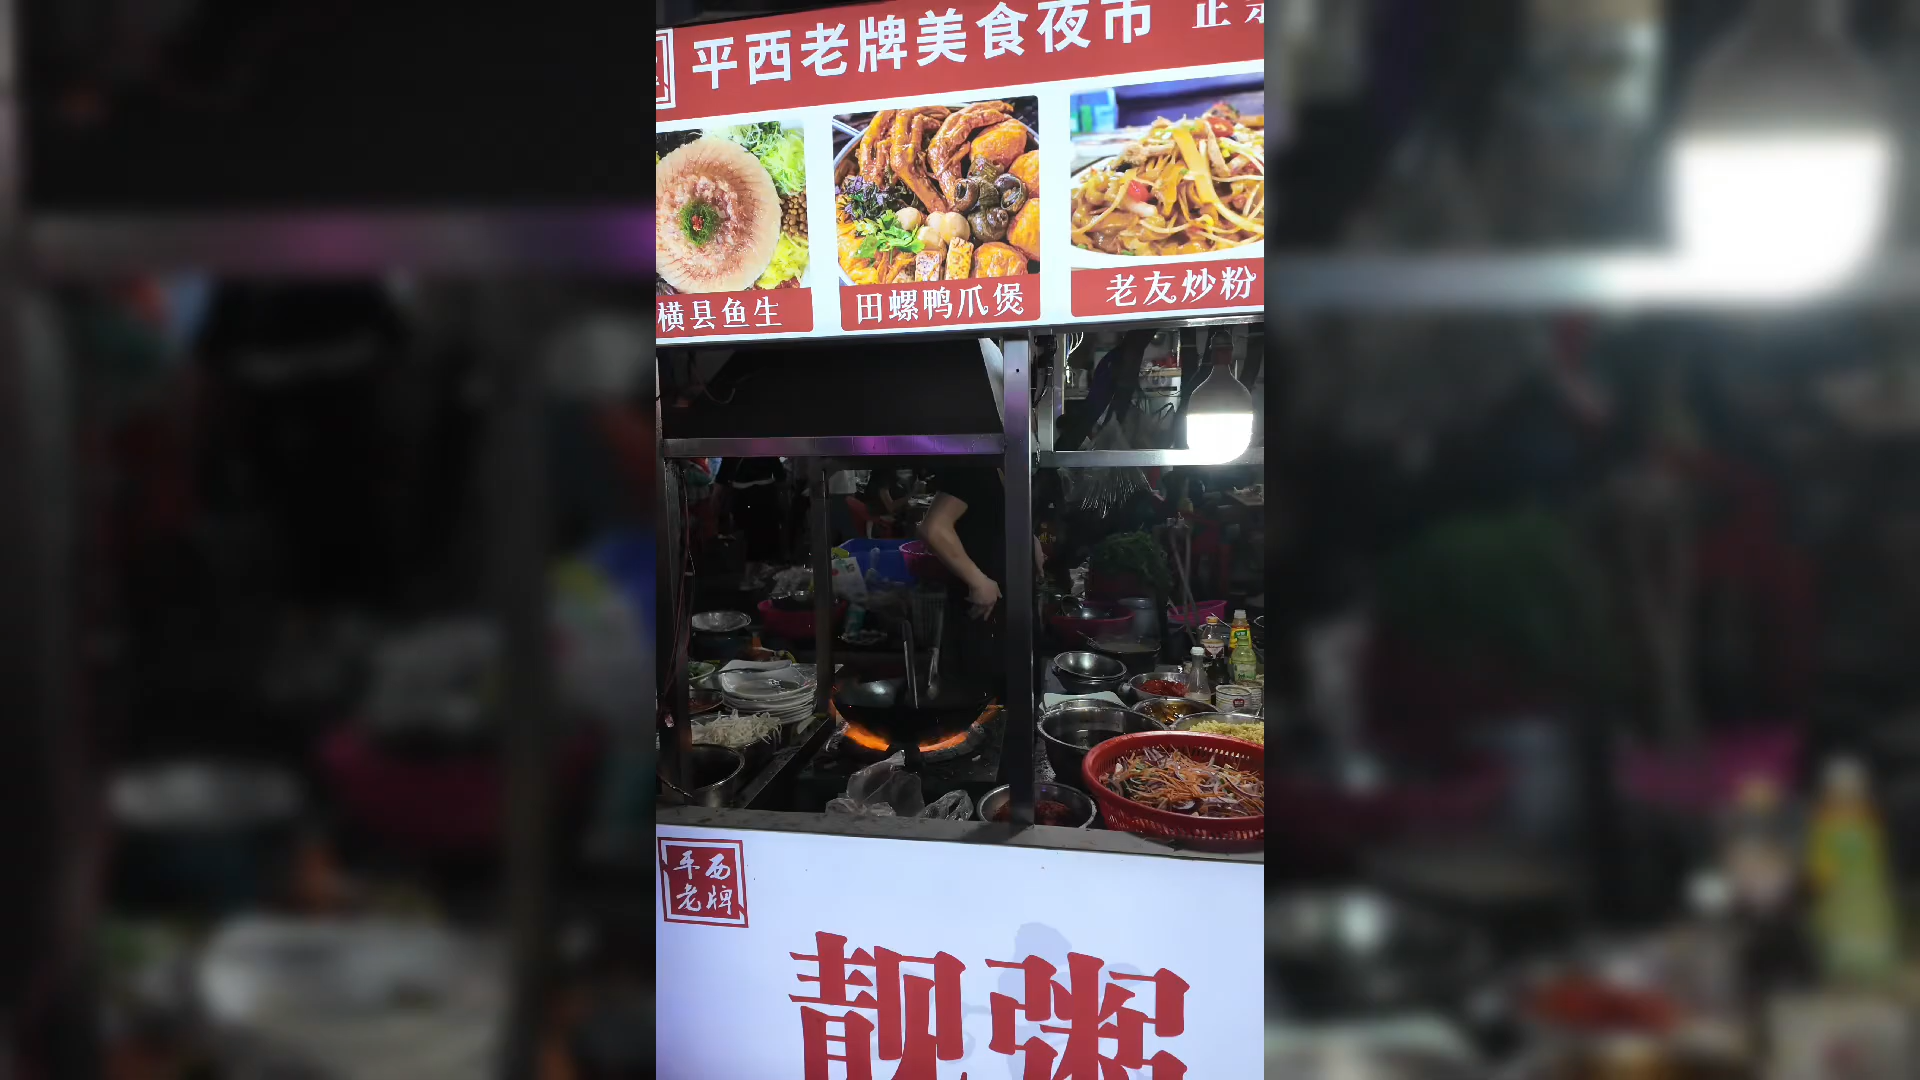 平西老牌美食夜市 正
横县鱼生
田螺鸭爪煲
老友炒粉
平西
老牌
靓粥